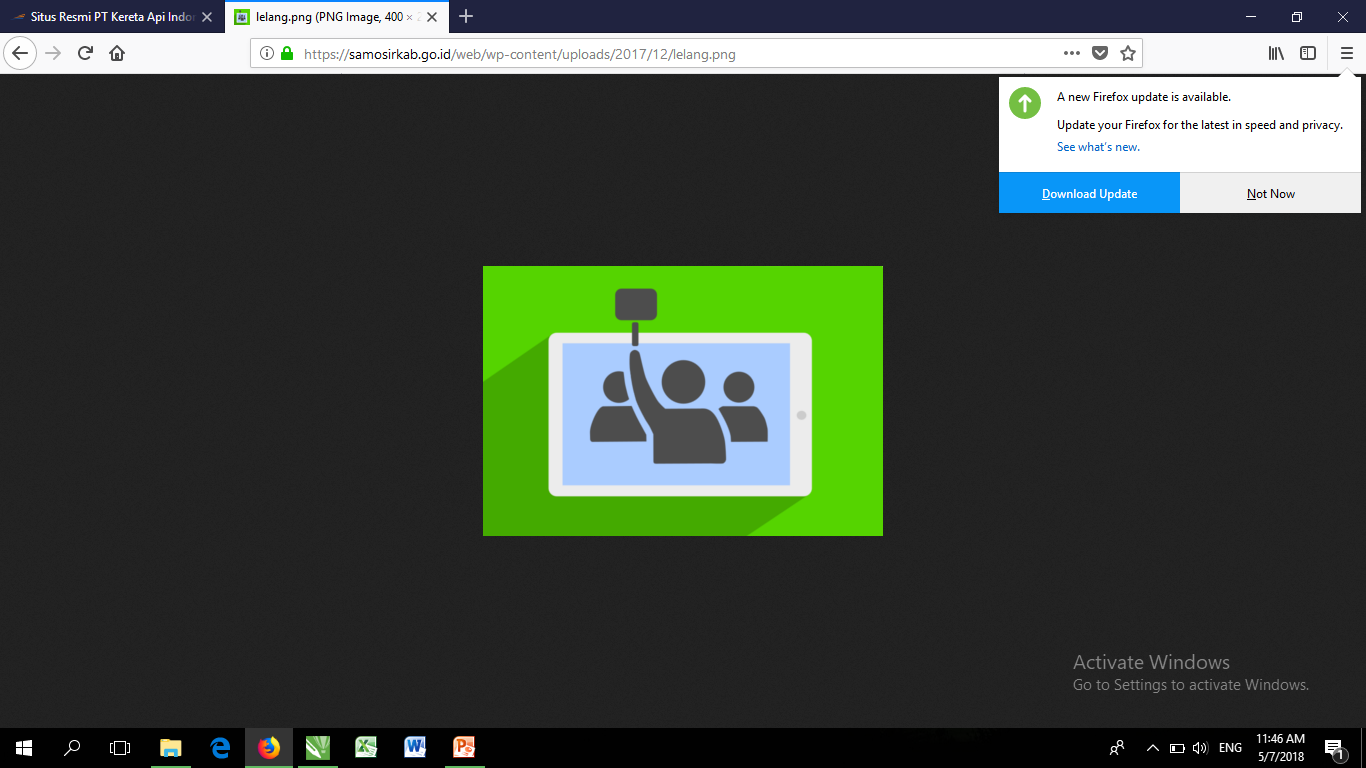 Situs Resmi PT Kereta Api Indo
lelang.png (PNG Image, 400 ×
https://samosirkab.go.id/web/wp-content/uploads/2017/12/lelang.png
A new Firefox update is available.
Update your Firefox for the latest in speed and privacy.
See what's new.
Download Update
Not Now
Activate Windows
Go to Settings to activate Windows.
ENG
11:46 AM
5/7/2018
1